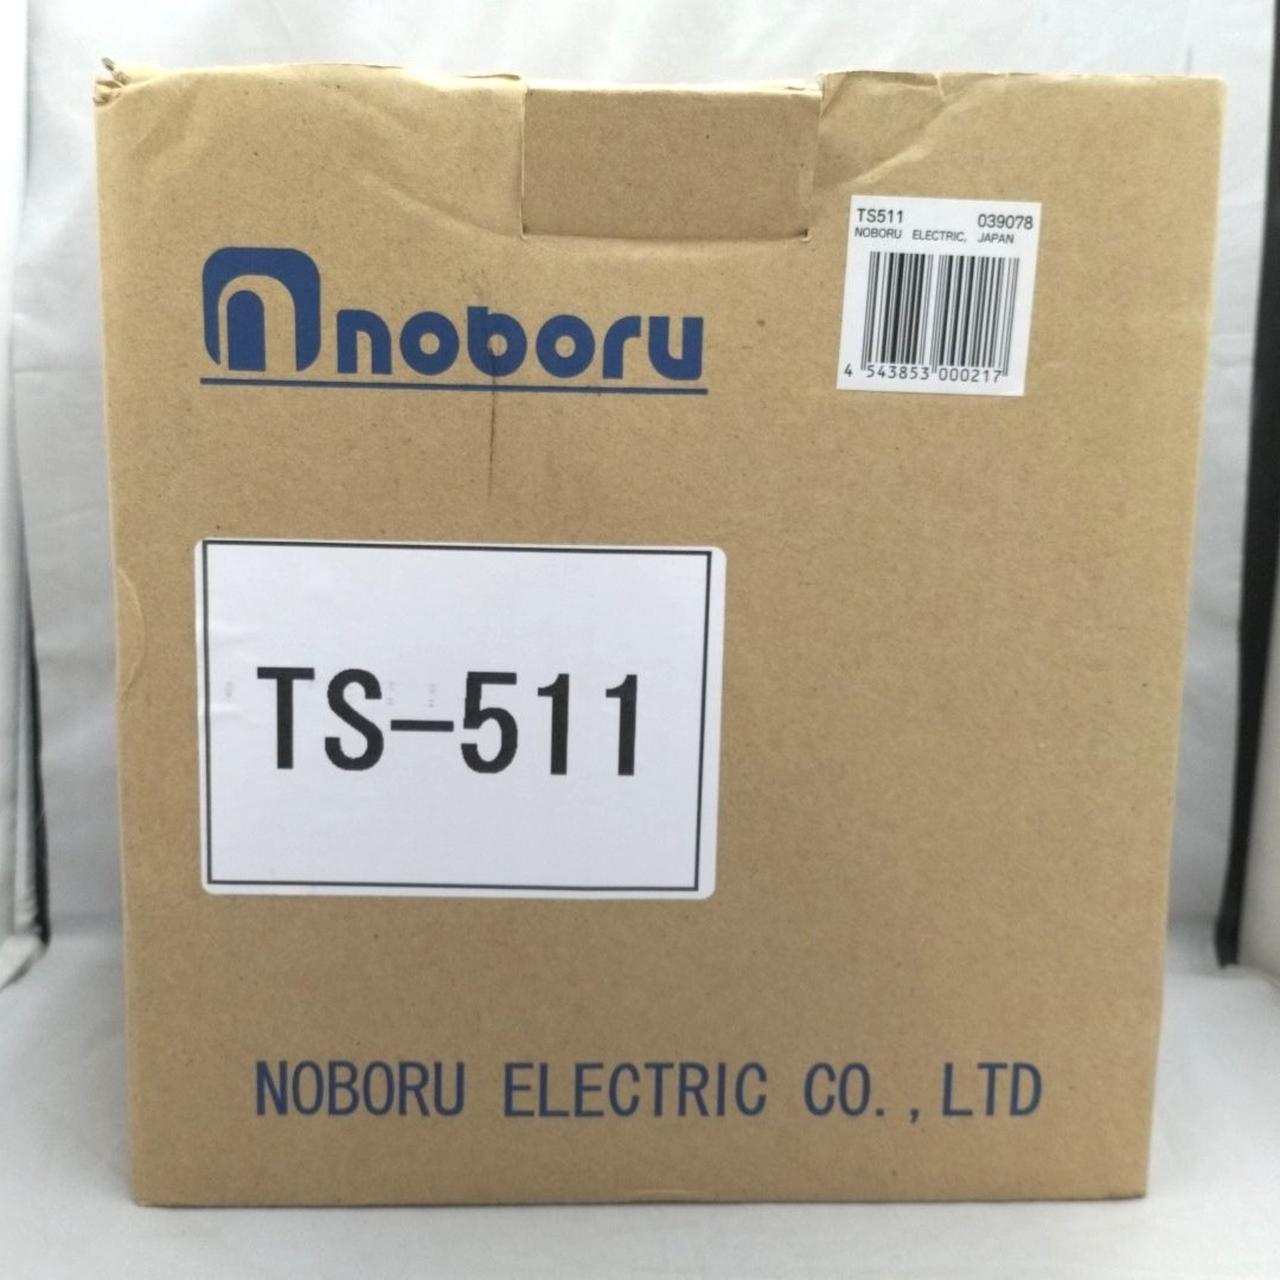 TS511 039078
NOBORU ELECTRIC, JAPAN
4 543853 000217
noboru
TS-511
NOBORU ELECTRIC CO.,LTD